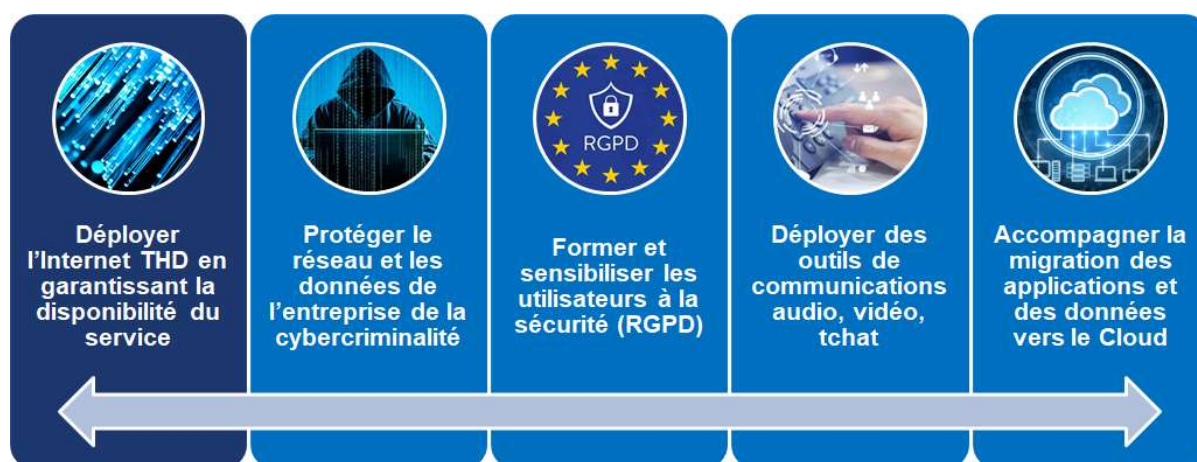 RGPD
Déployer
l’Internet THD en
garantissant la
disponibilité du
service
Protéger le
réseau et les
données de
l’entreprise de la
cybercriminalité
Former et
sensibiliser les
utilisateurs à la
sécurité (RGPD)
Déployer des
outils de
communications
audio, vidéo,
tchat
Accompagner la
migration des
applications et
des données
vers le Cloud